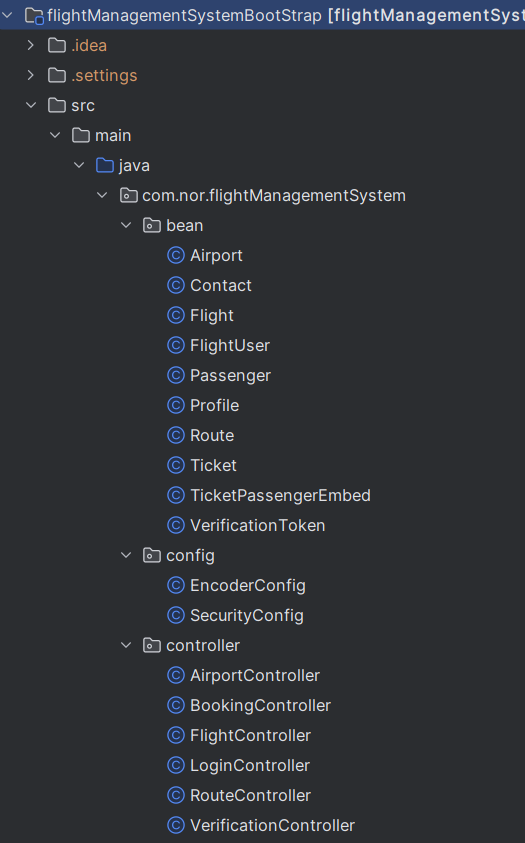 flightManagementSystemBootStrap [flightManagementSyst
.idea
.settings
src
main
java
com.nor.flightManagementSystem
bean
C Airport
C Contact
C Flight
C FlightUser
C Passenger
C Profile
C Route
C Ticket
C TicketPassengerEmbed
C VerificationToken
config
C EncoderConfig
C SecurityConfig
controller
C AirportController
C BookingController
C FlightController
C LoginController
C RouteController
C VerificationController